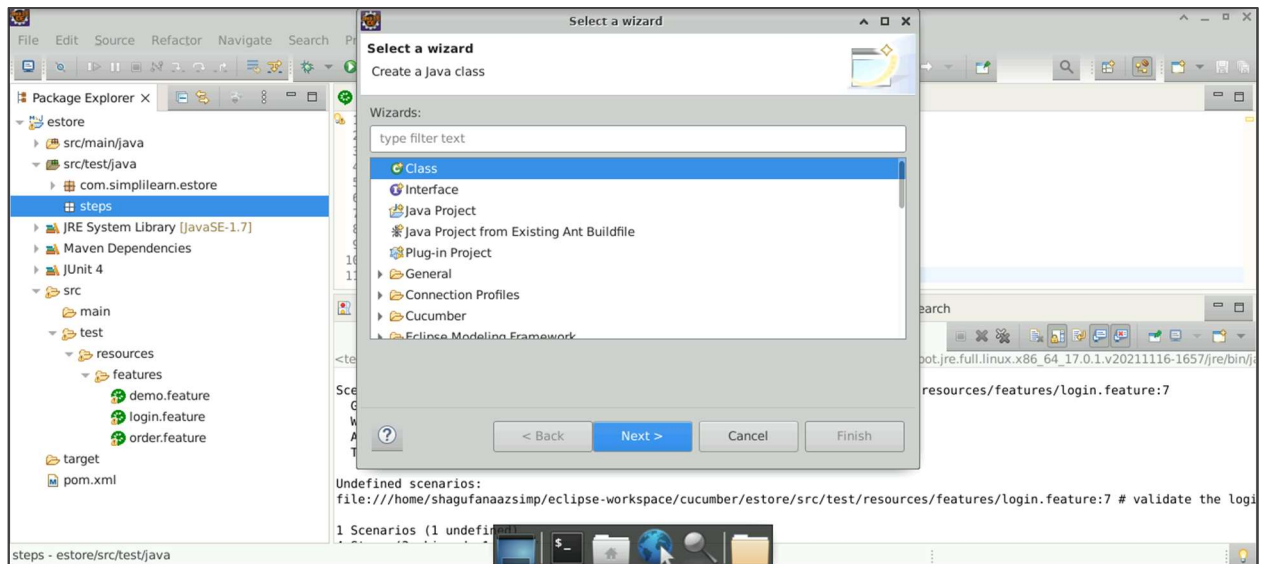 Select a wizard
File Edit Source Refactor Navigate Search
Package Explorer
estore
src/main/java
src/test/java
com.simplilearn.estore
steps
JRE System Library [JavaSE-1.7]
Maven Dependencies
JUnit 4
src
main
test
resources
features
demo.feature
login.feature
order.feature
target
pom.xml
Select a wizard
Create a Java class
Wizards:
type filter text
Class
Interface
Java Project
Java Project from Existing Ant Buildfile
Plug-in Project
General
Connection Profiles
Cucumber
Eclipse Modeling Framework
< Back Next > Cancel Finish
earch
ot.jre.full.linux.x86_64_17.0.1.v20211116-1657/jre/bin/j
resources/features/login.feature:7
Undefined scenarios:
file:///home/shagufanaazsimp/eclipse-workspace/cucumber/estore/src/test/resources/features/login.feature:7 # validate the logi
1 Scenarios (1 undefined)
steps - estore/src/test/java